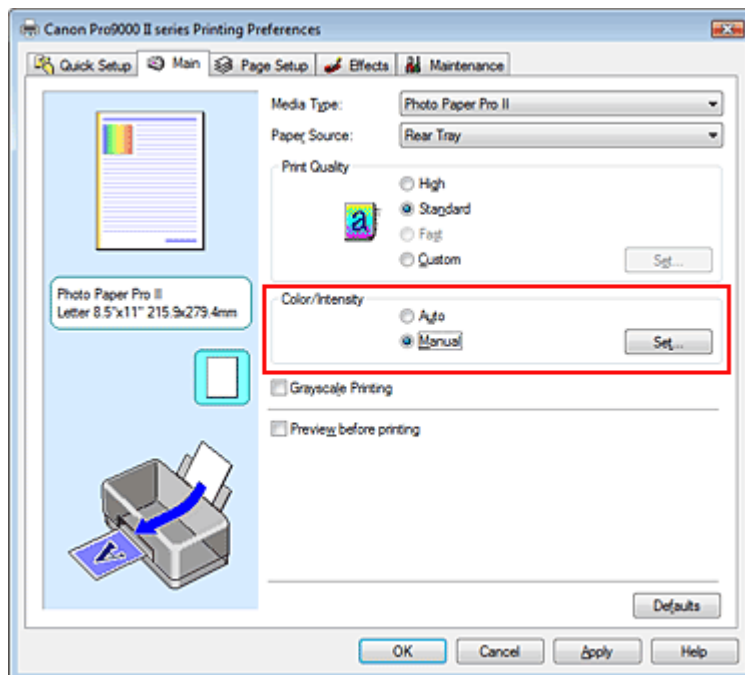 Canon Pro9000 II series Printing Preferences
Quick Setup Main Page Setup Effects Maintenance
Media Type: Photo Paper Pro II
Paper Source: Rear Tray
Print Quality
High
Standard
Fast
Custom Set...
Photo Paper Pro II
Letter 8.5"x11" 215.9x279.4mm
Color/Intensity
Auto
Manual Set...
Grayscale Printing
Preview before printing
Defaults
OK Cancel Apply Help